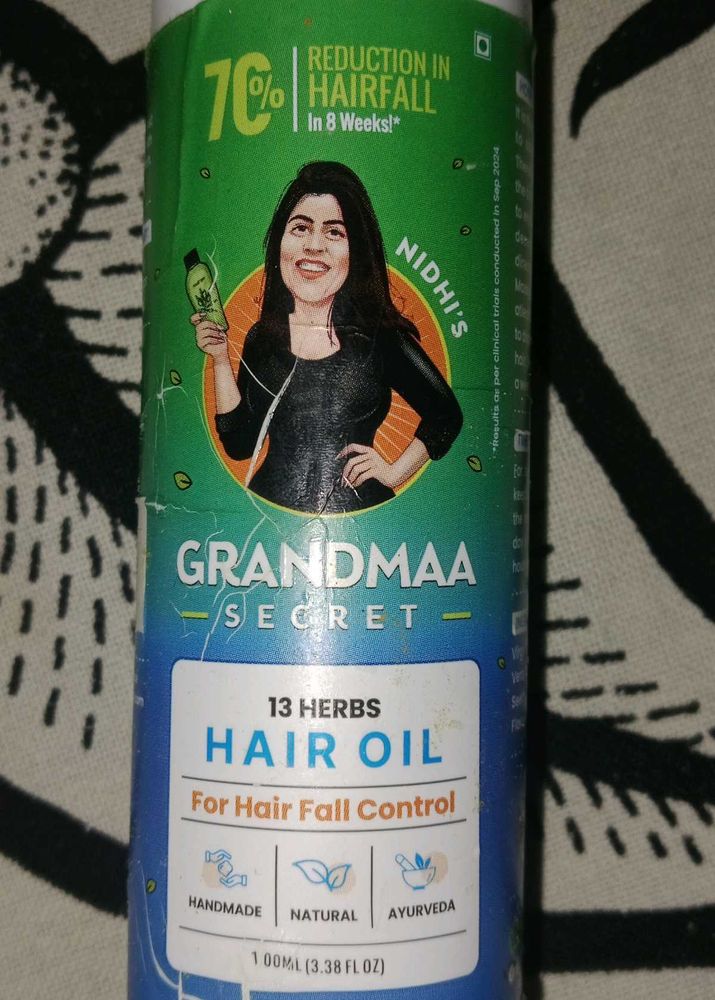 70%
REDUCTION IN
HAIRFALL
In 8 Weeks!*
NIDHI'S
*Results as per clinical trials conducted in Sep 2024
GRANDMAA
SECRET
13 HERBS
HAIR OIL
For Hair Fall Control
HANDMADE NATURAL AYURVEDA
100ML (3.38 FL OZ)